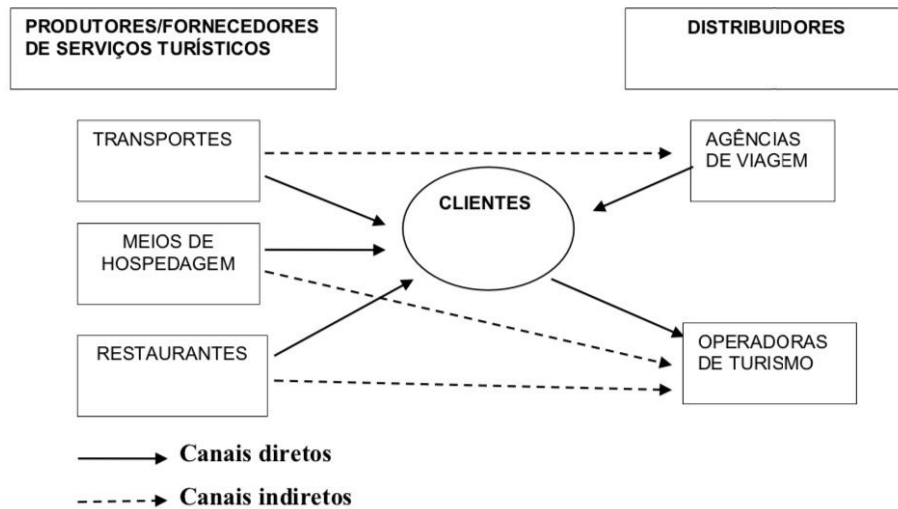 PRODUTORES/FORNECEDORES
DE SERVIÇOS TURÍSTICOS
DISTRIBUIDORES
TRANSPORTES
AGÊNCIAS
DE VIAGEM
CLIENTES
MEIOS DE
HOSPEDAGEM
RESTAURANTES
OPERADORAS
DE TURISMO
Canais diretos
Canais indiretos